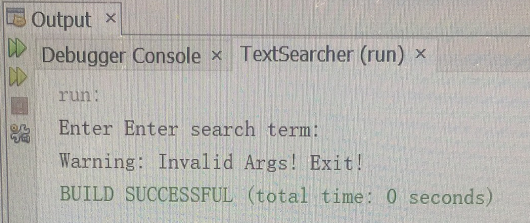 Output ×
Debugger Console × TextSearcher (run) ×
run:
Enter Enter search term:
Warning: Invalid Args! Exit!
BUILD SUCCESSFUL (total time: 0 seconds)